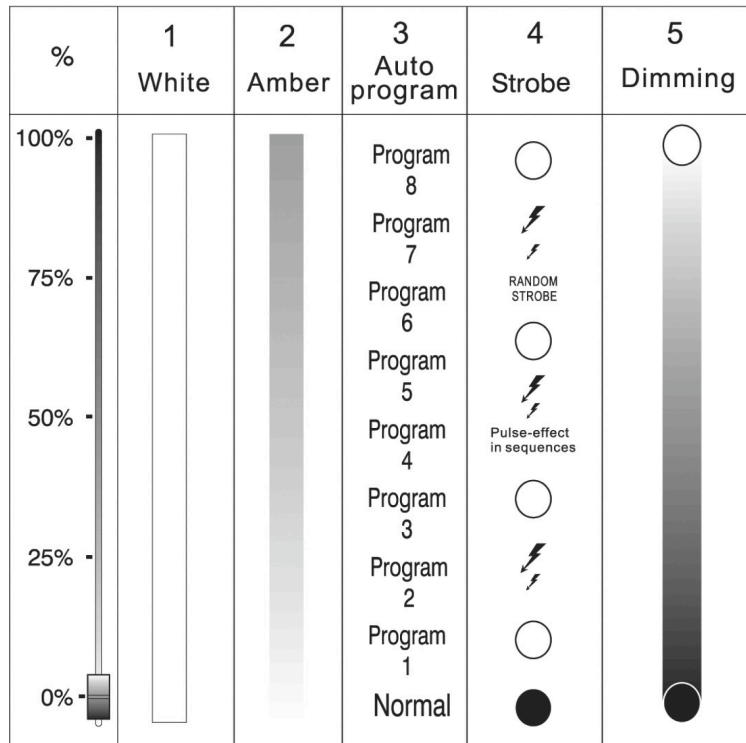 %
1
White
2
Amber
3
Auto
program
4
Strobe
5
Dimming
100%
75%
50%
25%
0%
Program
8
Program
7
Program
6
Program
5
Program
4
Program
3
Program
2
Program
1
Normal
RANDOM
STROBE
Pulse-effect
in sequences